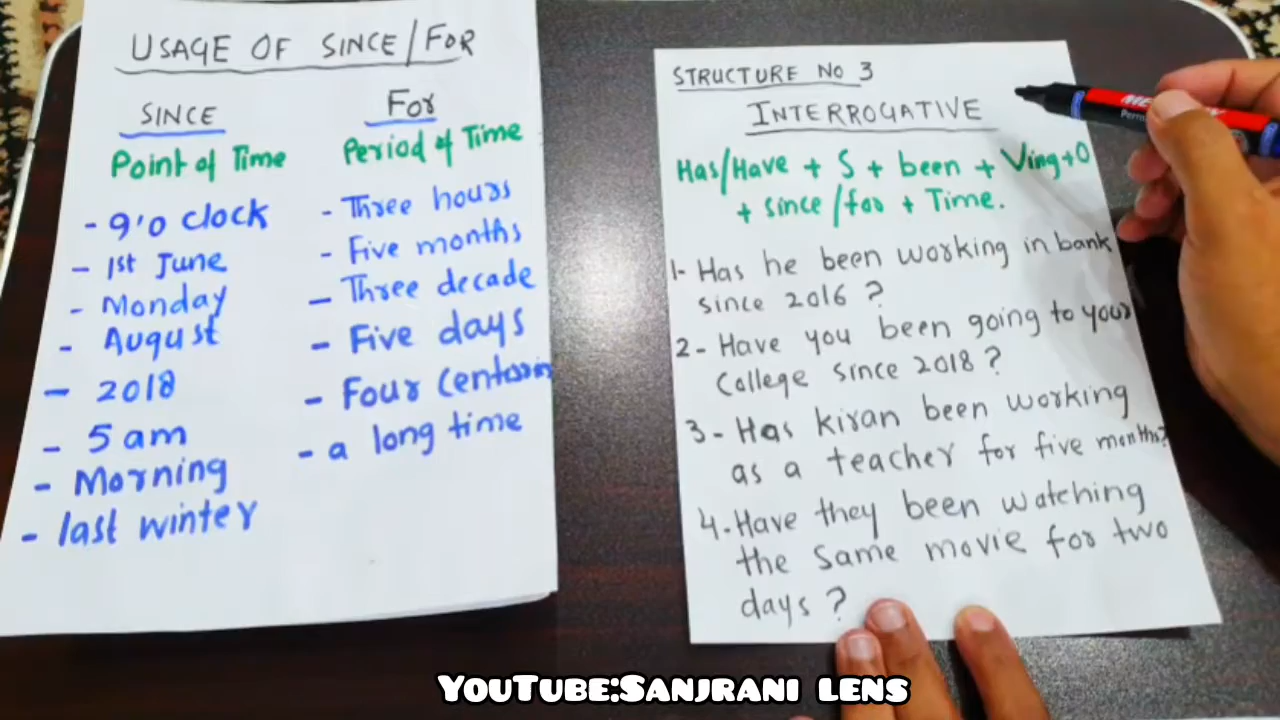 USAGE OF SINCE/FOR
SINCE
Point of Time
- 9'o clock
- 1st June
- Monday
- August
- 2018
- 5 am
- Morning
- last winter
For
Period of Time
- Three hours
- Five months
- Three decade
- Five days
- Four
- a long time
STRUCTURE NO 3
INTERROGATIVE
Has/Have + S + been + Ving + O
+ since/for + Time.
1- Has he been working in bank
since 2016 ?
2- Have you been going to your
College since 2018 ?
3- Has kiran been working
as a teacher for five months?
4. Have they been watching
the same movie for two
days ?
YOUTUBE:SANJRANI LENS